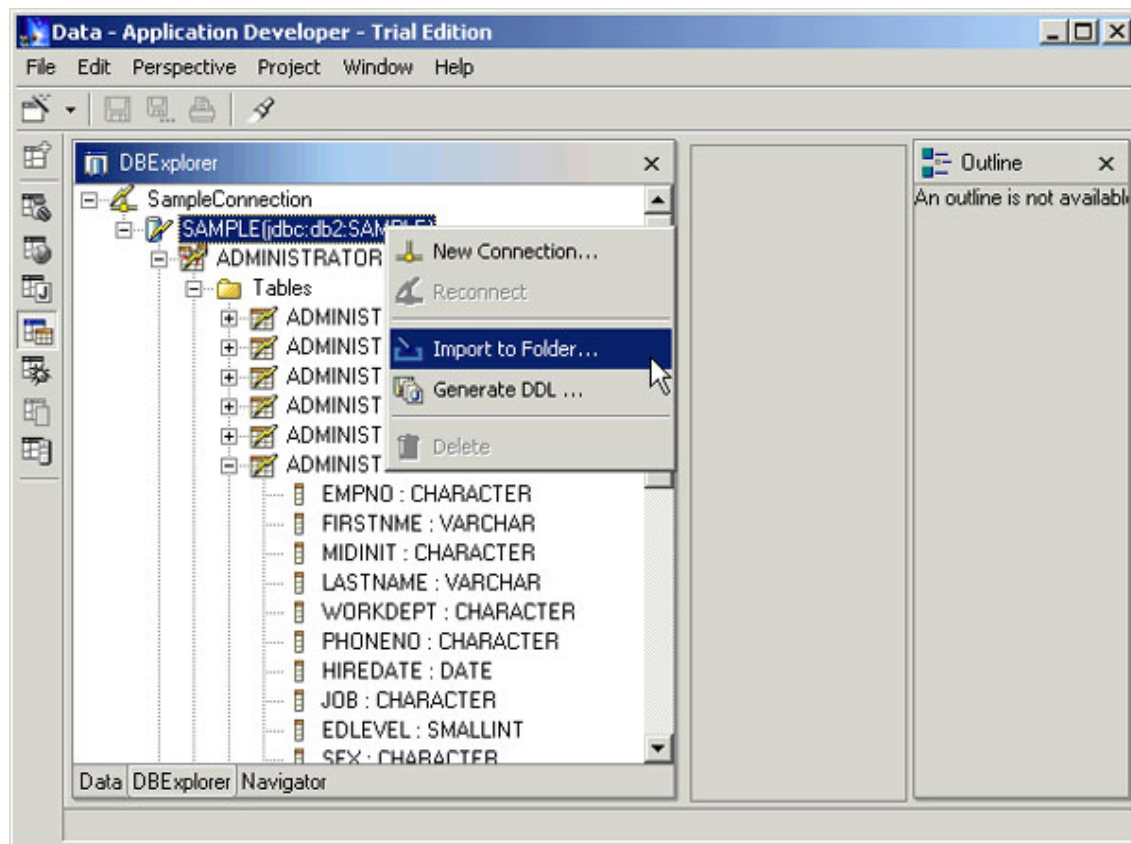 Data - Application Developer - Trial Edition
File Edit Perspective Project Window Help
DBExplorer
SampleConnection
SAMPLE(jdbc:db2:SAMPLE)
ADMINISTRATOR
Tables
ADMINIST
ADMINIST
ADMINIST
ADMINIST
ADMINIST
ADMINIST
EMPNO : CHARACTER
FIRSTNME : VARCHAR
MIDINIT : CHARACTER
LASTNAME : VARCHAR
WORKDEPT : CHARACTER
PHONENO : CHARACTER
HIREDATE : DATE
JOB : CHARACTER
EDLEVEL : SMALLINT
SEX : CHARACTER
Data DBExplorer Navigator
New Connection...
Reconnect
Import to Folder...
Generate DDL ...
Delete
Outline
An outline is not availabl